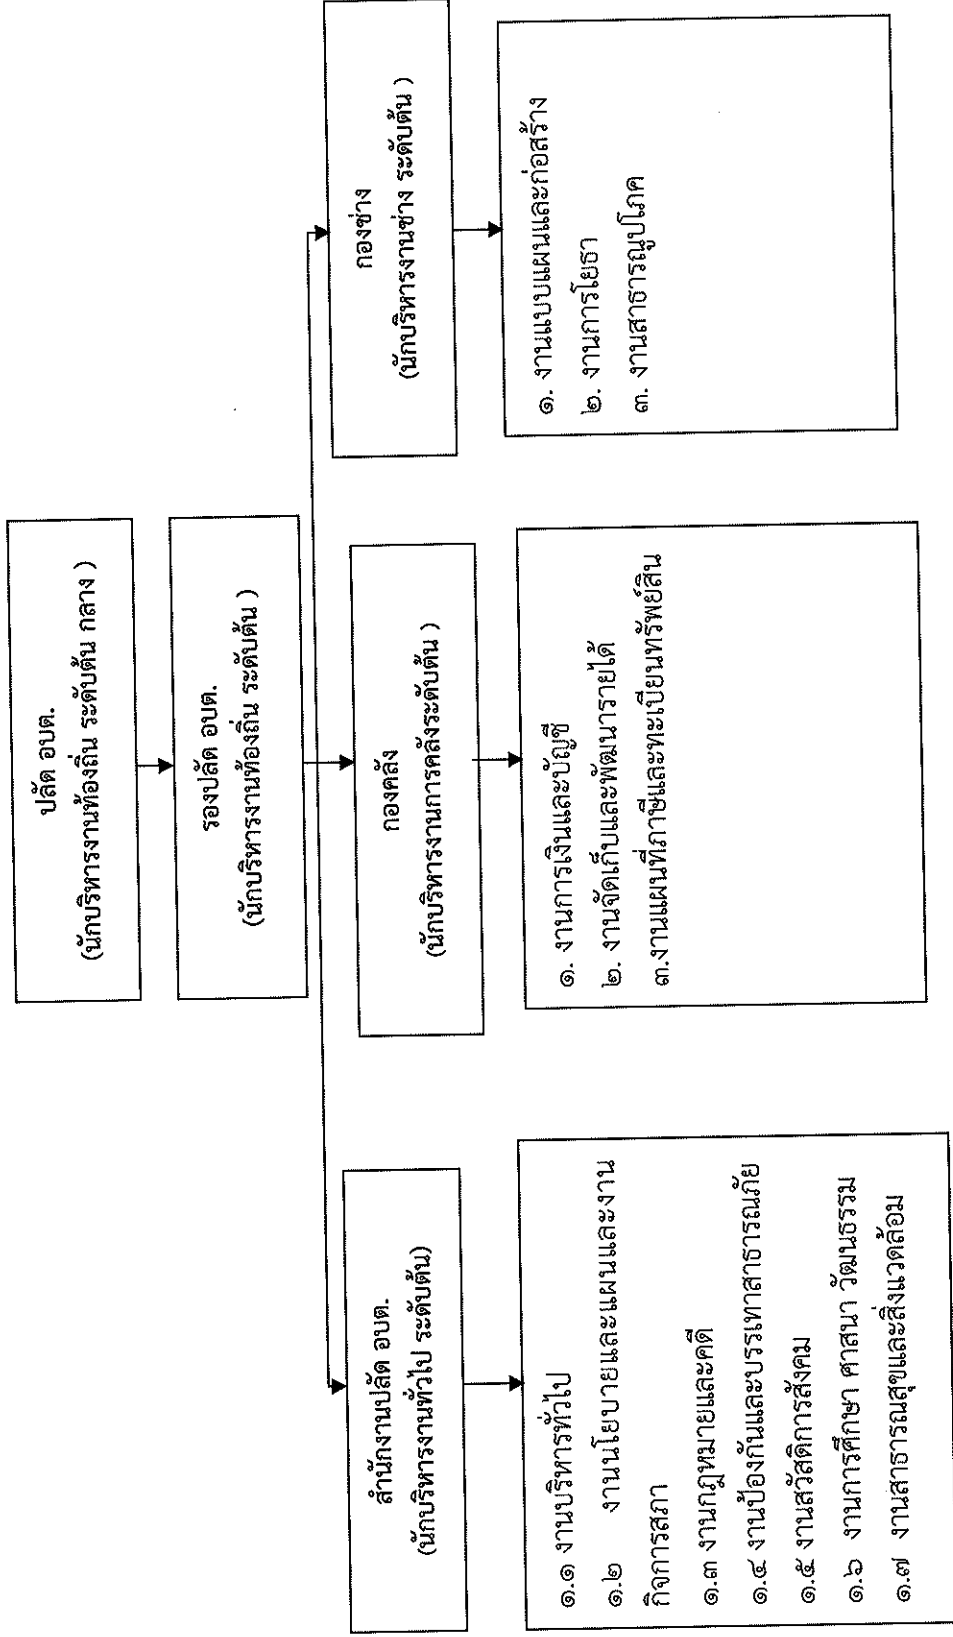 ปลัด อบต.
(นักบริหารงานท้องถิ่น ระดับต้น กลาง )
รองปลัด อบต.
(นักบริหารงานท้องถิ่น ระดับต้น )
สำนักงานปลัด อบต.
(นักบริหารงานทั่วไป ระดับต้น)
๑.๑ งานบริหารทั่วไป
๑.๒ งานนโยบายและแผนและงาน
กิจการสภา
๑.๓ งานกฎหมายและคดี
๑.๔ งานป้องกันและบรรเทาสาธารณภัย
๑.๕ งานสวัสดิการสังคม
๑.๖ งานการศึกษา ศาสนา วัฒนธรรม
๑.๗ งานสาธารณสุขและสิ่งแวดล้อม
กองคลัง
(นักบริหารงานการคลังระดับต้น )
๑. งานการเงินและบัญชี
๒. งานจัดเก็บและพัฒนารายได้
๓.งานแผนที่ภาษีและทะเบียนทรัพย์สิน
กองช่าง
(นักบริหารงานช่าง ระดับต้น )
๑. งานแบบแผนและก่อสร้าง
๒. งานการโยธา
๓. งานสาธารณูปโภค